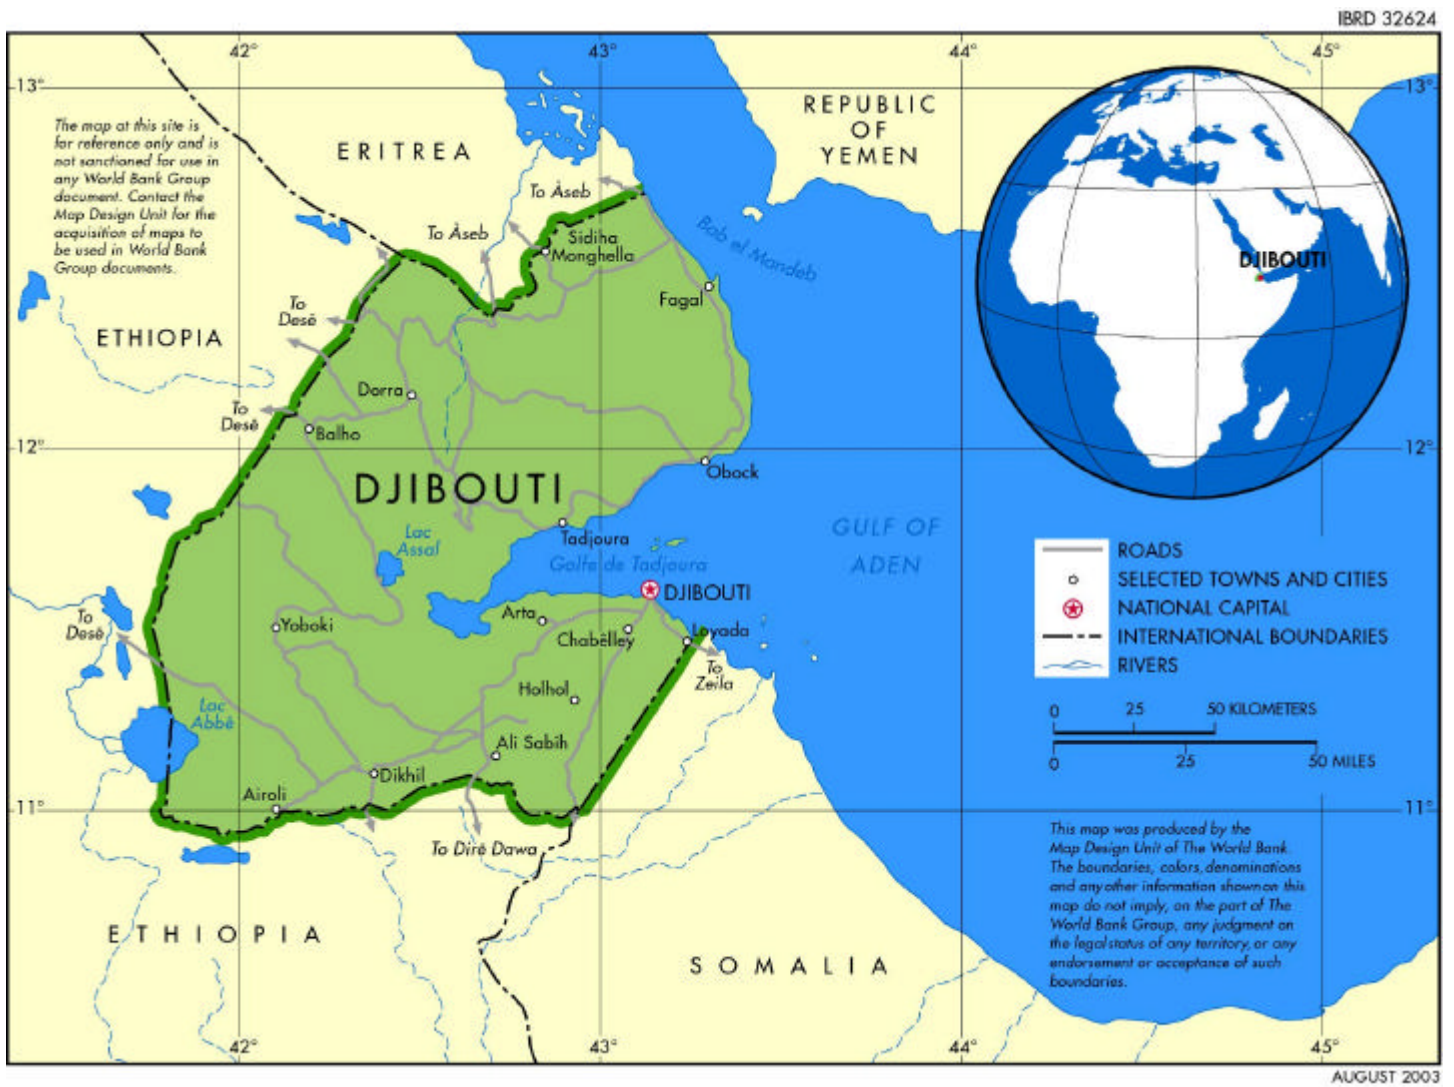 IBRD 32624
42°
43°
44°
45°
13°
13°
The map at this site is
for reference only and is
not sanctioned for use in
any World Bank Group
document. Contact the
Map Design Unit for the
acquisition of maps to
be used in World Bank
Group documents.
ERITREA
REPUBLIC
OF
YEMEN
To Àseb
To Àseb
Sidiha
Monghella
Bab el Mandeb
Fagal
DJIBOUTI
To
Desê
ETHIOPIA
Dorra
To
Desê
Balho
12°
12°
Obock
DJIBOUTI
Lac
Assal
Tadjoura
Golfe de Tadjoura
GULF OF
ADEN
DJIBOUTI
Arta
Loyada
Chabêlley
To
Zeila
Yoboki
To
Desê
Holhol
Lac
Abbê
Ali Sabih
Dikhil
Airoli
11°
11°
To Dirê Dawa
ETHIOPIA
SOMALIA
ROADS
SELECTED TOWNS AND CITIES
NATIONAL CAPITAL
INTERNATIONAL BOUNDARIES
RIVERS
0 25 50 KILOMETERS
0 25 50 MILES
This map was produced by the
Map Design Unit of The World Bank.
The boundaries, colors, denominations
and any other information shown on this
map do not imply, on the part of The
World Bank Group, any judgment on
the legal status of any territory, or any
endorsement or acceptance of such
boundaries.
42°
43°
44°
45°
AUGUST 2003